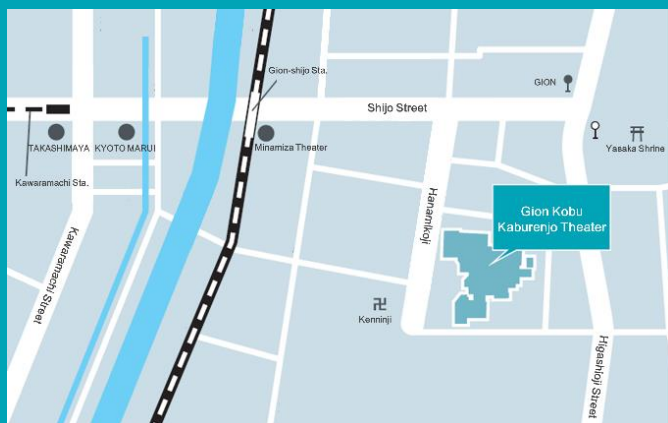 Gion-shijo Sta.
GION
Shijo Street
TAKASHIMAYA
KYOTO MARUI
Minamiza Theater
Yasaka Shrine
Kawaramachi Sta.
Hanamikoji
Gion Kobu
Kaburenjo Theater
Kawaramachi Street
卍
Kenninji
Higashioji Street